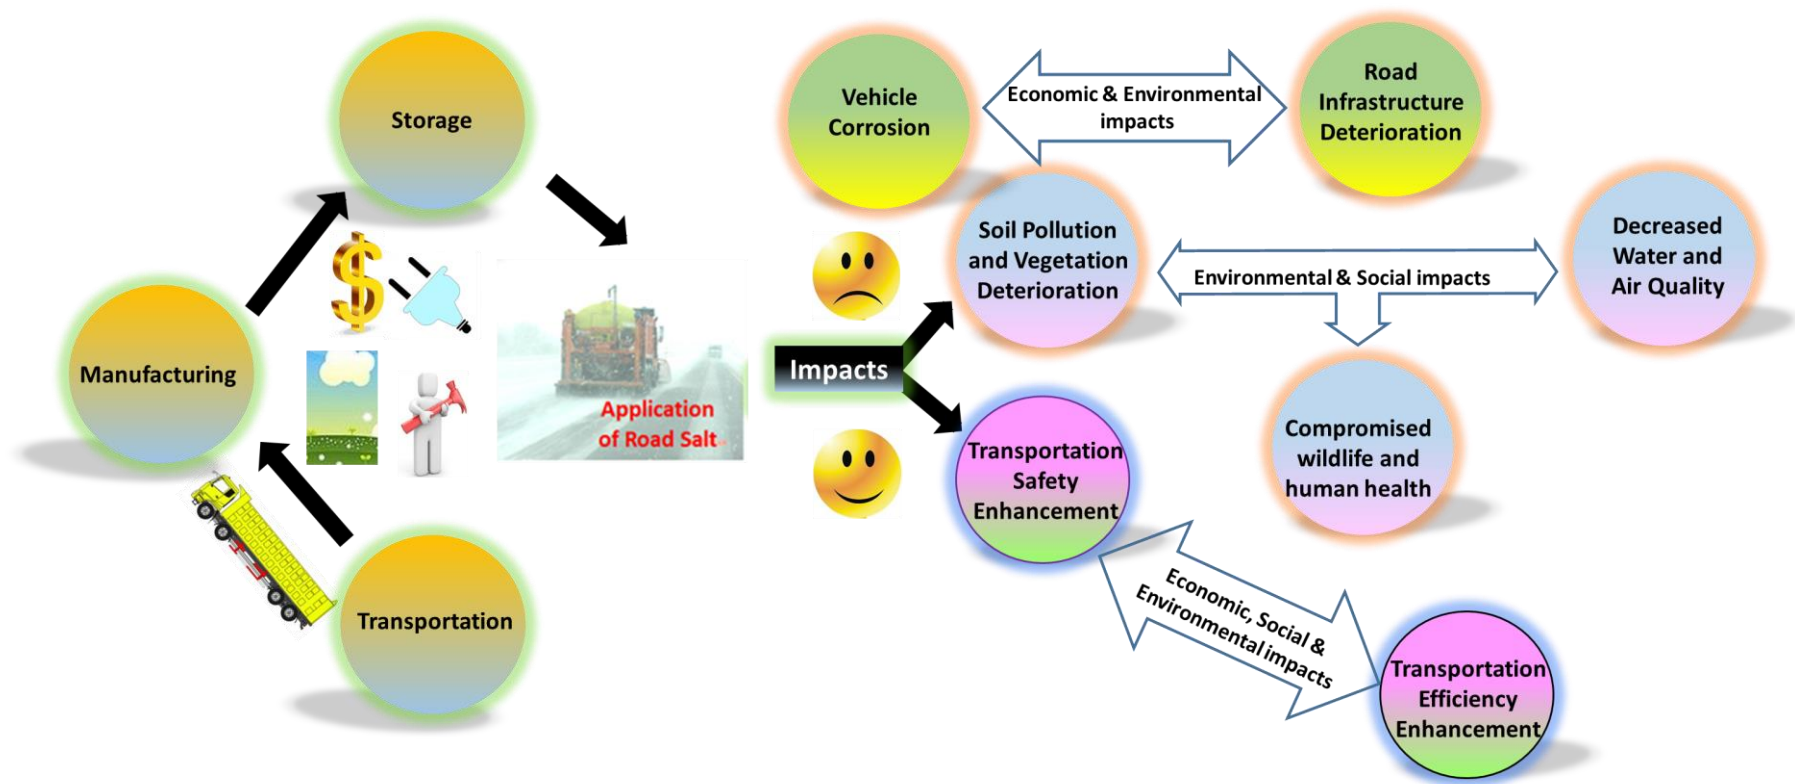 Storage
Manufacturing
Transportation
Application
of Road Salt
Impacts
Vehicle
Corrosion
Economic & Environmental
impacts
Road
Infrastructure
Deterioration
Soil Pollution
and Vegetation
Deterioration
Environmental & Social impacts
Decreased
Water and
Air Quality
Compromised
wildlife and
human health
Transportation
Safety
Enhancement
Economic, Social &
Environmental impacts
Transportation
Efficiency
Enhancement